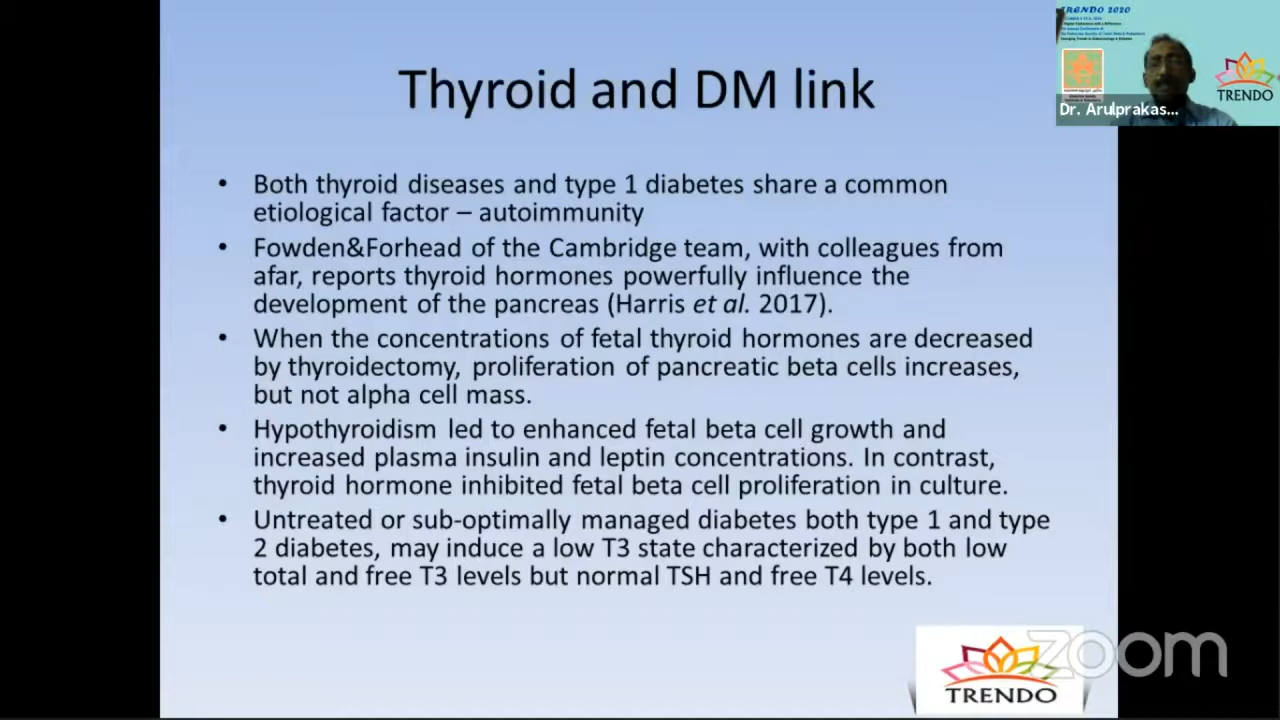 Thyroid and DM link
• Both thyroid diseases and type 1 diabetes share a common
etiological factor – autoimmunity
• Fowden&Forhead of the Cambridge team, with colleagues from
afar, reports thyroid hormones powerfully influence the
development of the pancreas (Harris et al. 2017).
• When the concentrations of fetal thyroid hormones are decreased
by thyroidectomy, proliferation of pancreatic beta cells increases,
but not alpha cell mass.
• Hypothyroidism led to enhanced fetal beta cell growth and
increased plasma insulin and leptin concentrations. In contrast,
thyroid hormone inhibited fetal beta cell proliferation in culture.
• Untreated or sub-optimally managed diabetes both type 1 and type
2 diabetes, may induce a low T3 state characterized by both low
total and free T3 levels but normal TSH and free T4 levels.
TRENDO 2020
TRENDO
Dr. Arulprakas...
TRENDO
zoom